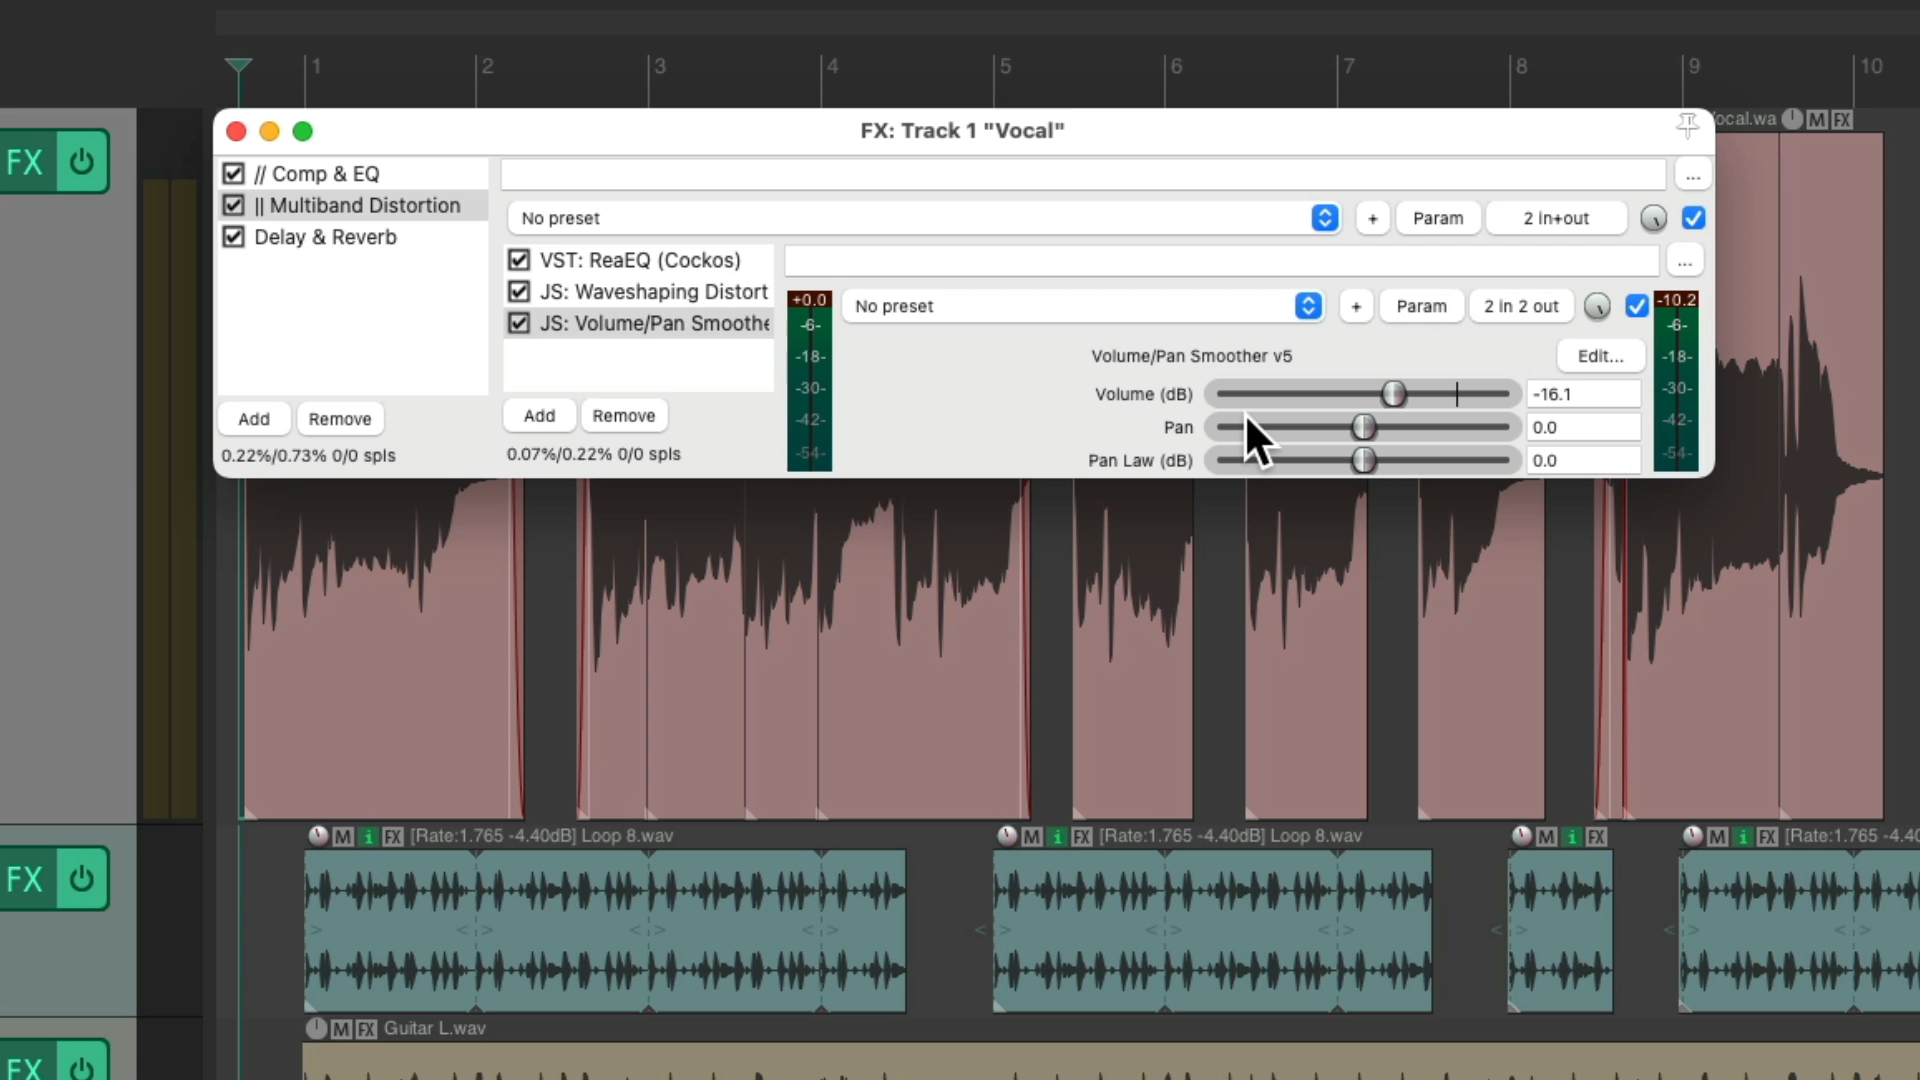 1 2 3 4 5 6 7 8 9 10
FX: Track 1 "Vocal"
ocal.wa M FX
FX
// Comp & EQ
|| Multiband Distortion
Delay & Reverb
Add Remove
0.22%/0.73% 0/0 spls
...
No preset + Param 2 in+out
VST: ReaEQ (Cockos)
JS: Waveshaping Distort
JS: Volume/Pan Smoothe
Add Remove
0.07%/0.22% 0/0 spls
...
+0.0
-6-
-18-
-30-
-42-
-54-
No preset + Param 2 in 2 out
Volume/Pan Smoother v5 Edit...
Volume (dB) -16.1
Pan 0.0
Pan Law (dB) 0.0
-10.2
-6-
-18-
-30-
-42-
-54-
M i FX [Rate:1.765 -4.40dB] Loop 8.wav
M i FX [Rate:1.765 -4.40dB] Loop 8.wav
M i FX
M i FX [Rate:1.765 -4.40
FX
M FX Guitar L.wav
FX